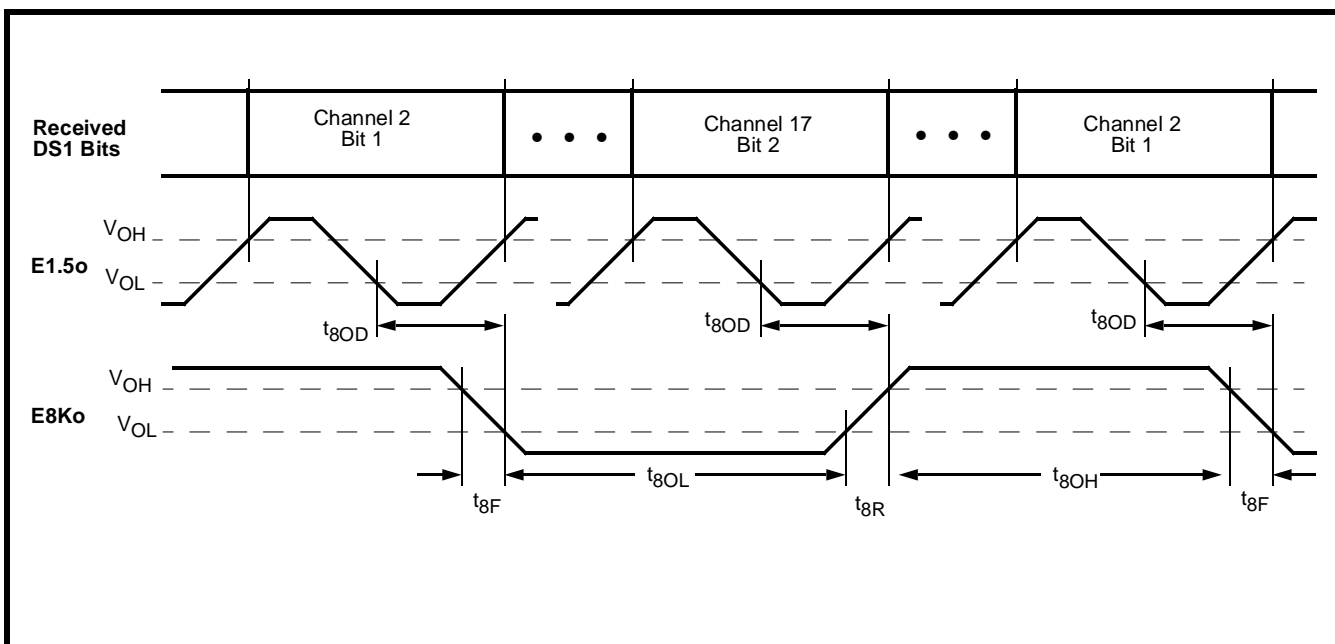 Received
DS1 Bits
Channel 2
Bit 1
• • •
Channel 17
Bit 2
• • •
Channel 2
Bit 1
E1.5o
VOH
VOL
t8OD
t8OD
t8OD
E8Ko
VOH
VOL
t8F
t8OL
t8R
t8OH
t8F